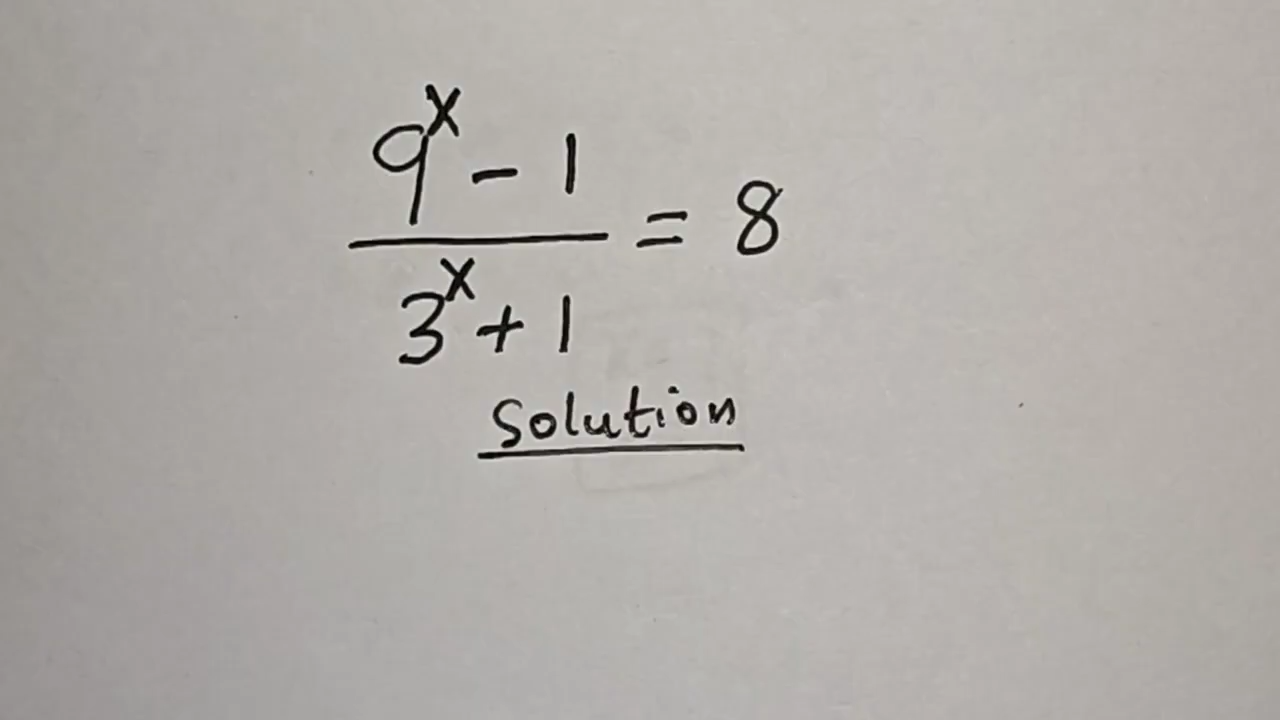 9^x - 1
3^x + 1
= 8
Solution